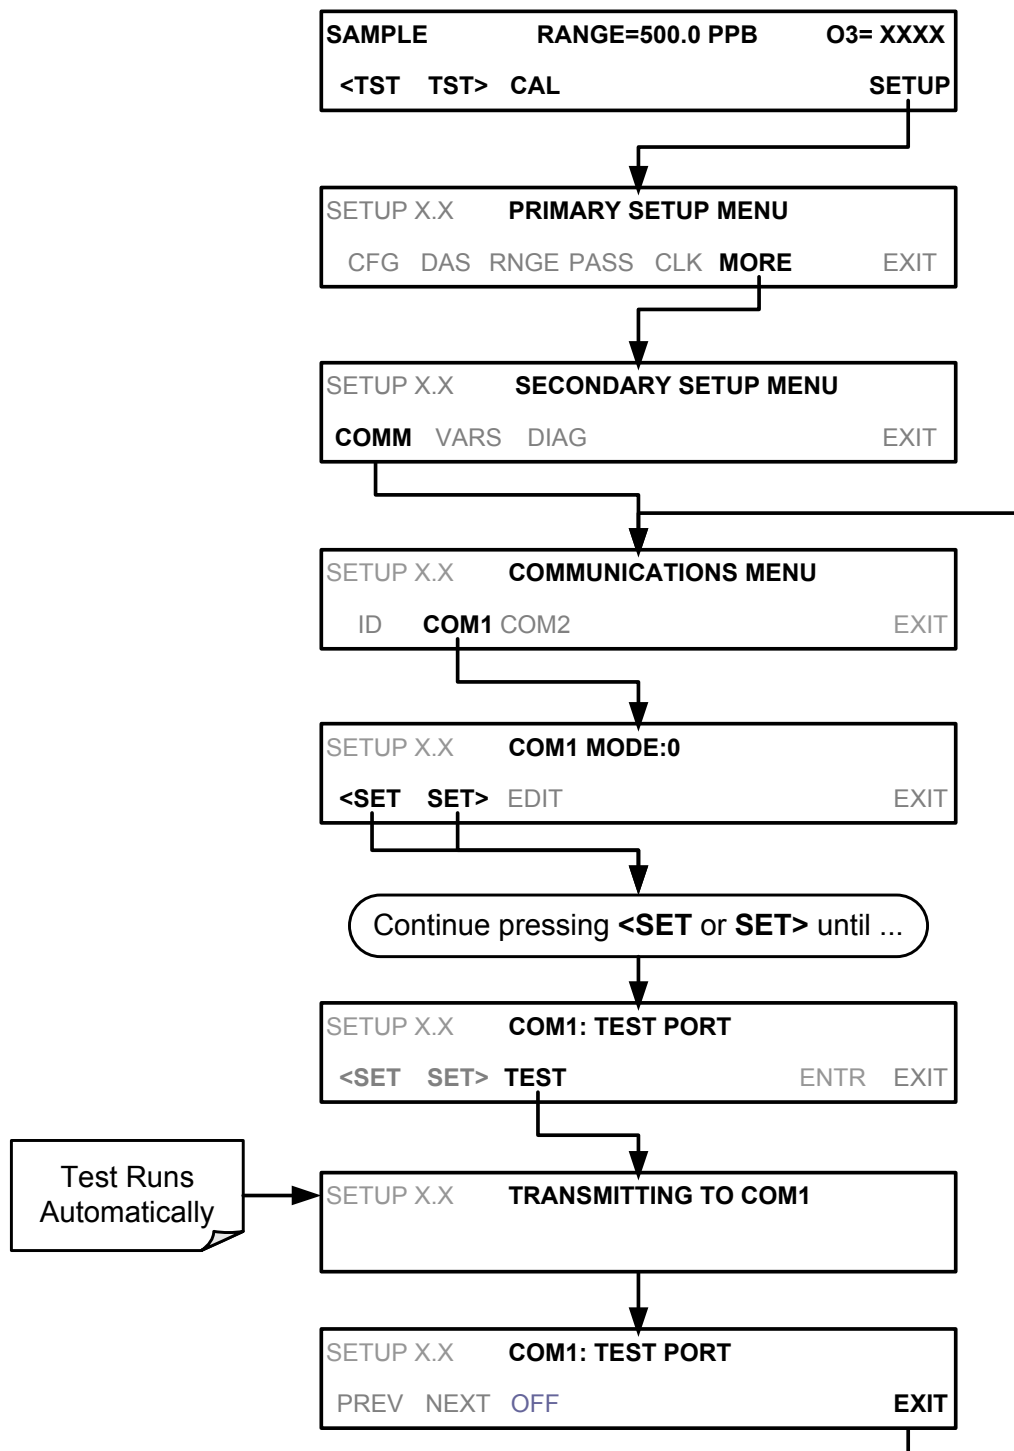 SAMPLE RANGE=500.0 PPB O3= XXXX
<TST TST> CAL SETUP
SETUP X.X PRIMARY SETUP MENU
CFG DAS RNGE PASS CLK MORE EXIT
SETUP X.X SECONDARY SETUP MENU
COMM VARS DIAG EXIT
SETUP X.X COMMUNICATIONS MENU
ID COM1 COM2 EXIT
SETUP X.X COM1 MODE:0
<SET SET> EDIT EXIT
Continue pressing <SET or SET> until ...
SETUP X.X COM1: TEST PORT
<SET SET> TEST ENTR EXIT
Test Runs
Automatically
SETUP X.X TRANSMITTING TO COM1
SETUP X.X COM1: TEST PORT
PREV NEXT OFF EXIT